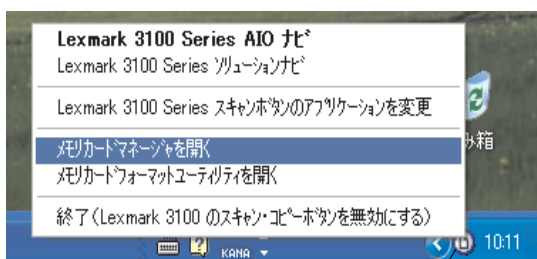 Lexmark 3100 Series AIO ナビ
Lexmark 3100 Series ソリューションナビ
Lexmark 3100 Series スキャンボタンのアプリケーションを変更
メモリカードマネージャを開く
メモリカードフォーマットユーティリティを開く
終了(Lexmark 3100 のスキャン・コピーボタンを無効にする)
み箱
KANA
10:11